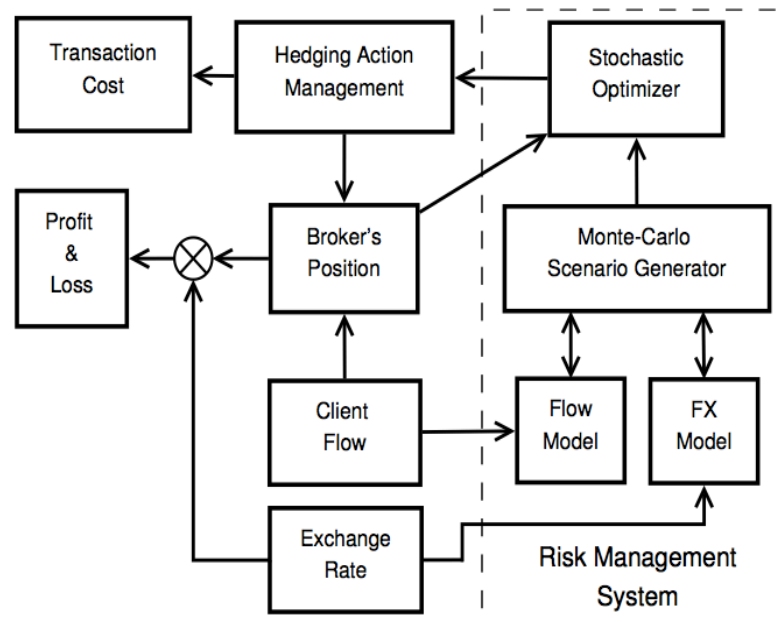 Transaction
Cost
Hedging Action
Management
Stochastic
Optimizer
Profit
&
Loss
Broker's
Position
Monte-Carlo
Scenario Generator
Client
Flow
Flow
Model
FX
Model
Exchange
Rate
Risk Management
System